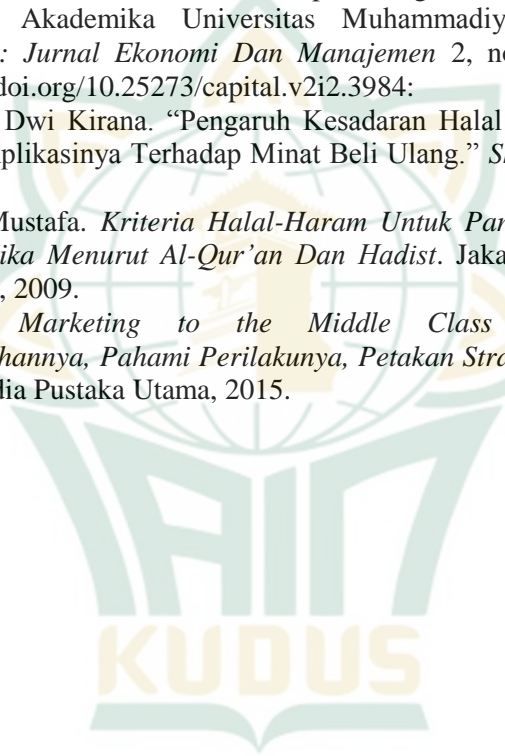 Akademika Universitas Muhammadiy
: Jurnal Ekonomi Dan Manajemen 2, no
doi.org/10.25273/capital.v2i2.3984:
Dwi Kirana. “Pengaruh Kesadaran Halal
plikasinya Terhadap Minat Beli Ulang.”
Mustafa. Kriteria Halal-Haram Untuk Pan
ika Menurut Al-Qur’an Dan Hadist. Jaka
, 2009.
Marketing to the Middle Class
hannya, Pahami Perilakunya, Petakan Stra
dia Pustaka Utama, 2015.
IAIN
KUDUS